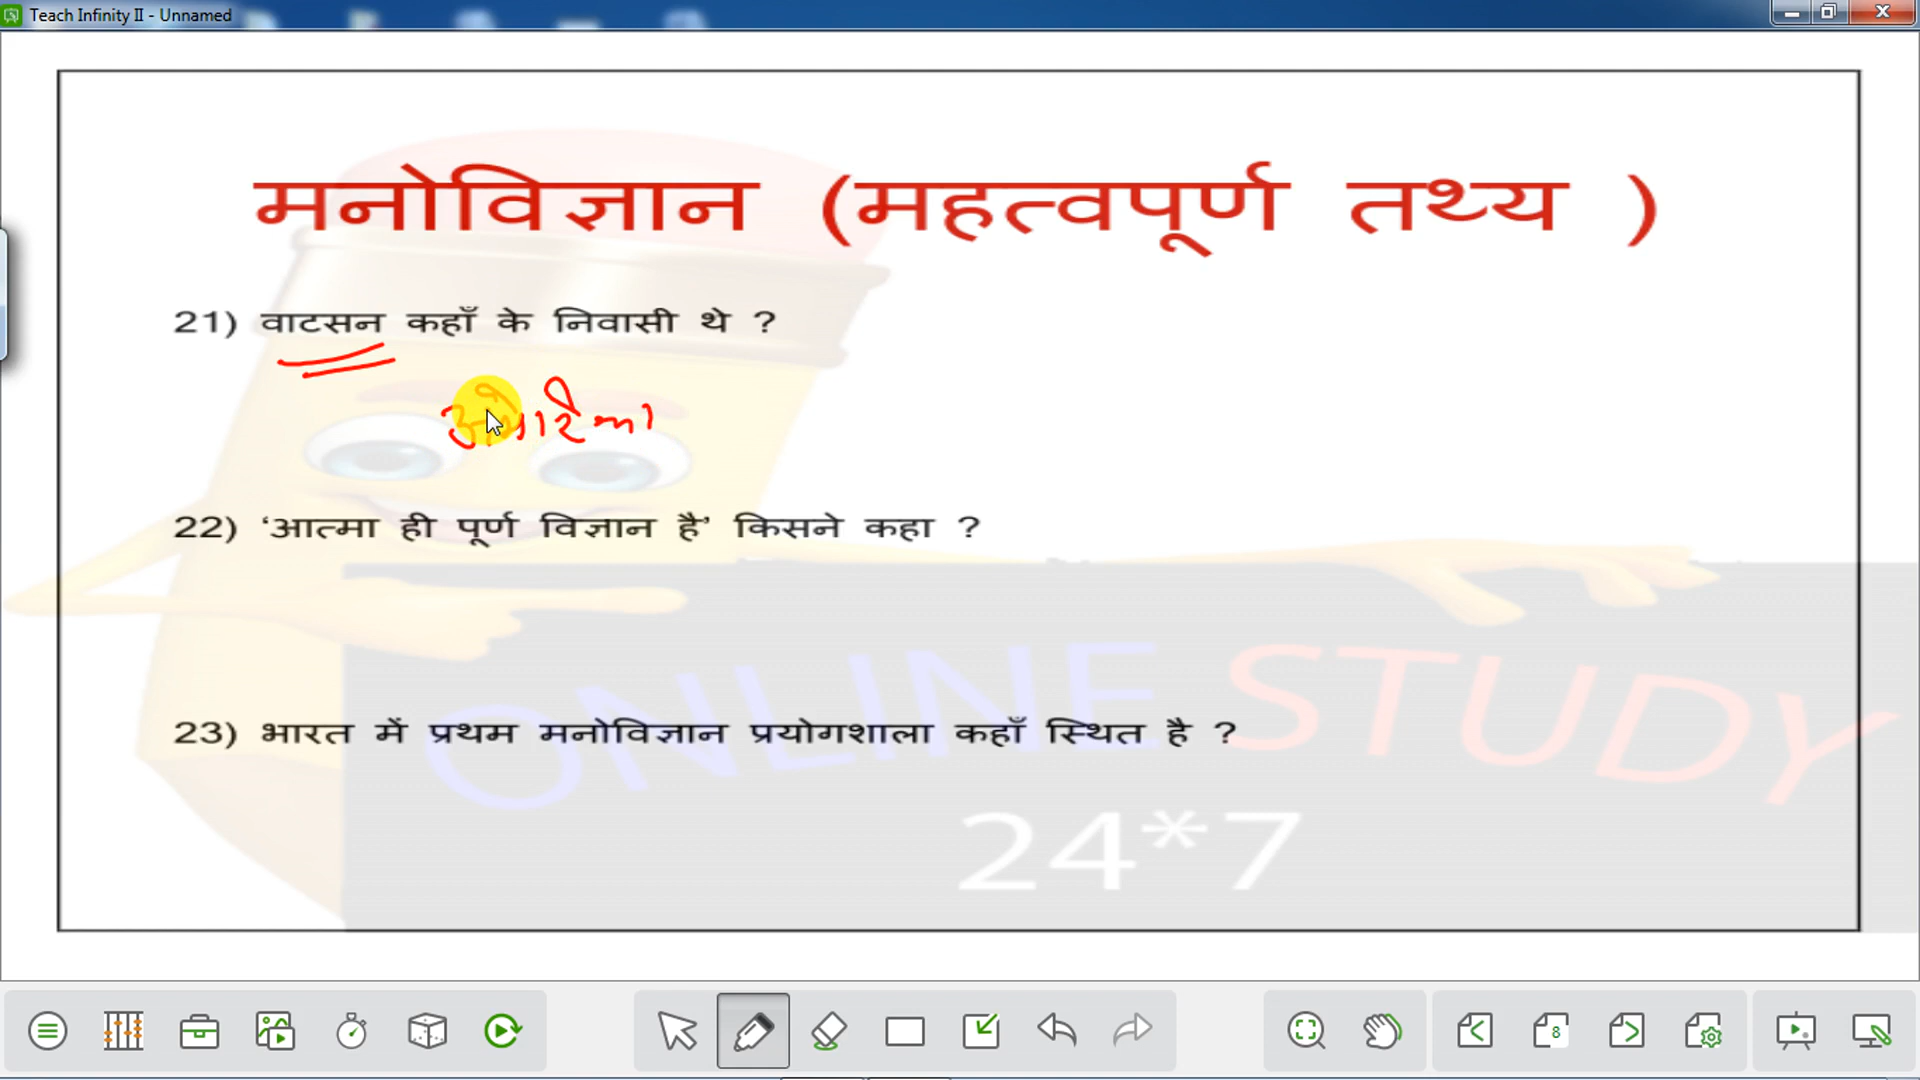 Teach Infinity II - Unnamed
मनोविज्ञान (महत्वपूर्ण तथ्य )
21) वाटसन कहाँ के निवासी थे ?
22) ‘आत्मा ही पूर्ण विज्ञान है’ किसने कहा ?
23) भारत में प्रथम मनोविज्ञान प्रयोगशाला कहाँ स्थित है ?
ONLINE STUDY
24*7
8